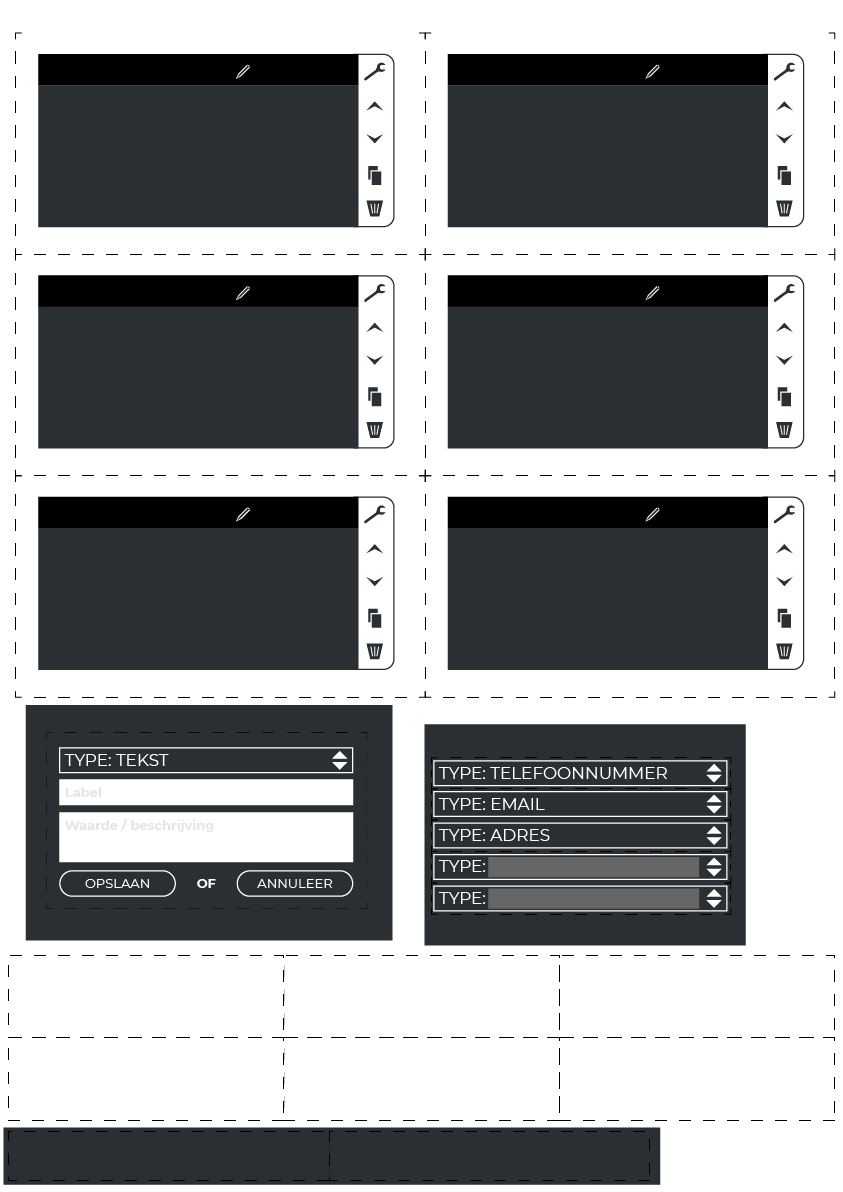 TYPE: TEKST
Label
Waarde / beschrijving
OPSLAAN OF ANNULEER
TYPE: TELEFOONNUMMER
TYPE: EMAIL
TYPE: ADRES
TYPE:
TYPE: